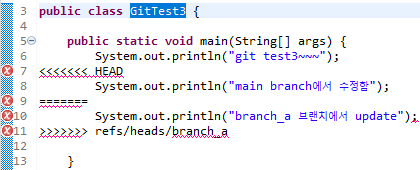 3 public class GitTest3 {
4
5 public static void main(String[] args) {
6 System.out.println("git test3~~~");
7 <<<<<<< HEAD
8 System.out.println("main branch에서 수정함");
9 =======
10 System.out.println("branch_a 브랜치에서 update");
11 >>>>>>> refs/heads/branch_a
12
13 }